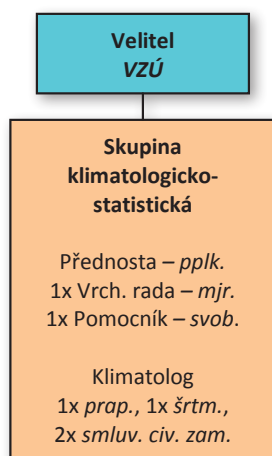 Velitel
VZÚ
Skupina
klimatologicko-
statistická
Přednosta – pplk.
1x Vrch. rada – mjr.
1x Pomocník – svob.
Klimatolog
1x prap., 1x šrtm.,
2x smluv. civ. zam.